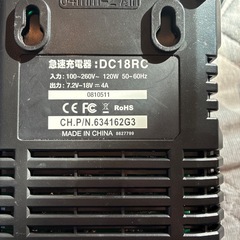 急速充電器:DC18RC
入力: 100-260V~ 120W 50-60Hz
出力: 7.2V-18V ⎓ 4A
0810511
FC CE RoHS
CH.P/N.634162G3
MADE IN CHINA 8837799